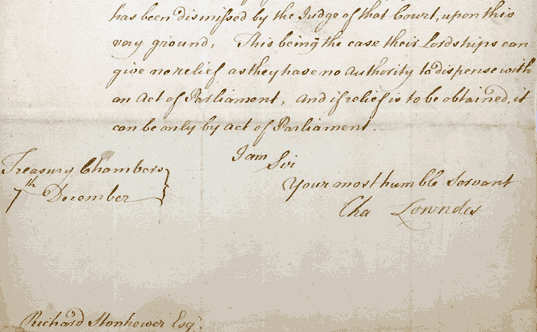 has been dismissed by the Judge of that Court, upon this
very ground, This being the case their Lordships can
give no relief as they have no Authority to dispense with
an Act of Parliament, and if relief is to be obtained, it
can be only by Act of Parliament.
I am Sir
Your most humble Servant
Cha Lowndes
Treasury Chambers
7th December
Richard Stonhewer Esqr.